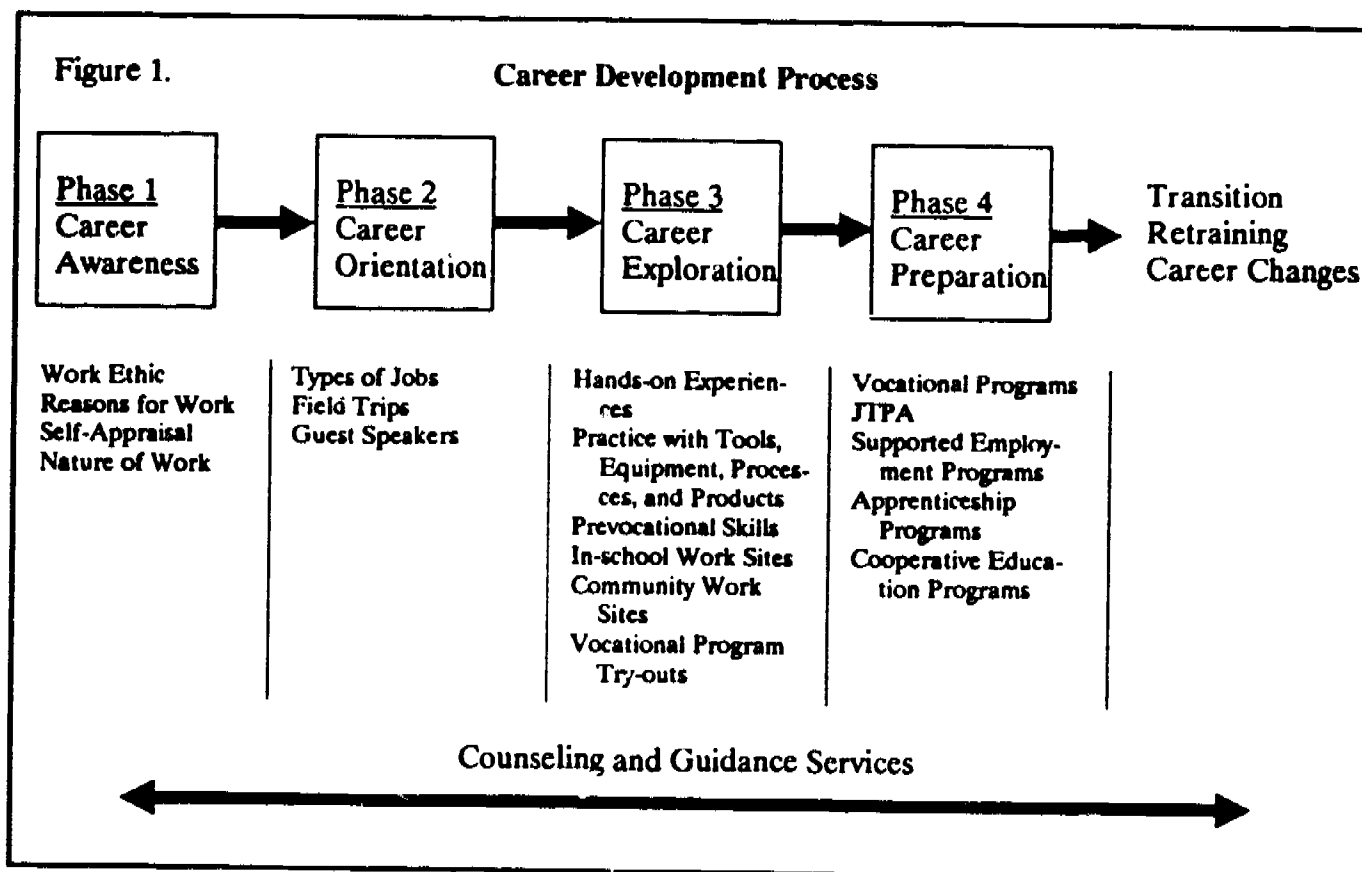 Figure 1.
Career Development Process
Phase 1
Career
Awareness
Phase 2
Career
Orientation
Phase 3
Career
Exploration
Phase 4
Career
Preparation
Transition
Retraining
Career Changes
Work Ethic
Reasons for Work
Self-Appraisal
Nature of Work
Types of Jobs
Field Trips
Guest Speakers
Hands-on Experien-
ces
Practice with Tools,
Equipment, Proces-
ces, and Products
Prevocational Skills
In-school Work Sites
Community Work
Sites
Vocational Program
Try-outs
Vocational Programs
JTPA
Supported Employ-
ment Programs
Apprenticeship
Programs
Cooperative Educa-
tion Programs
Counseling and Guidance Services